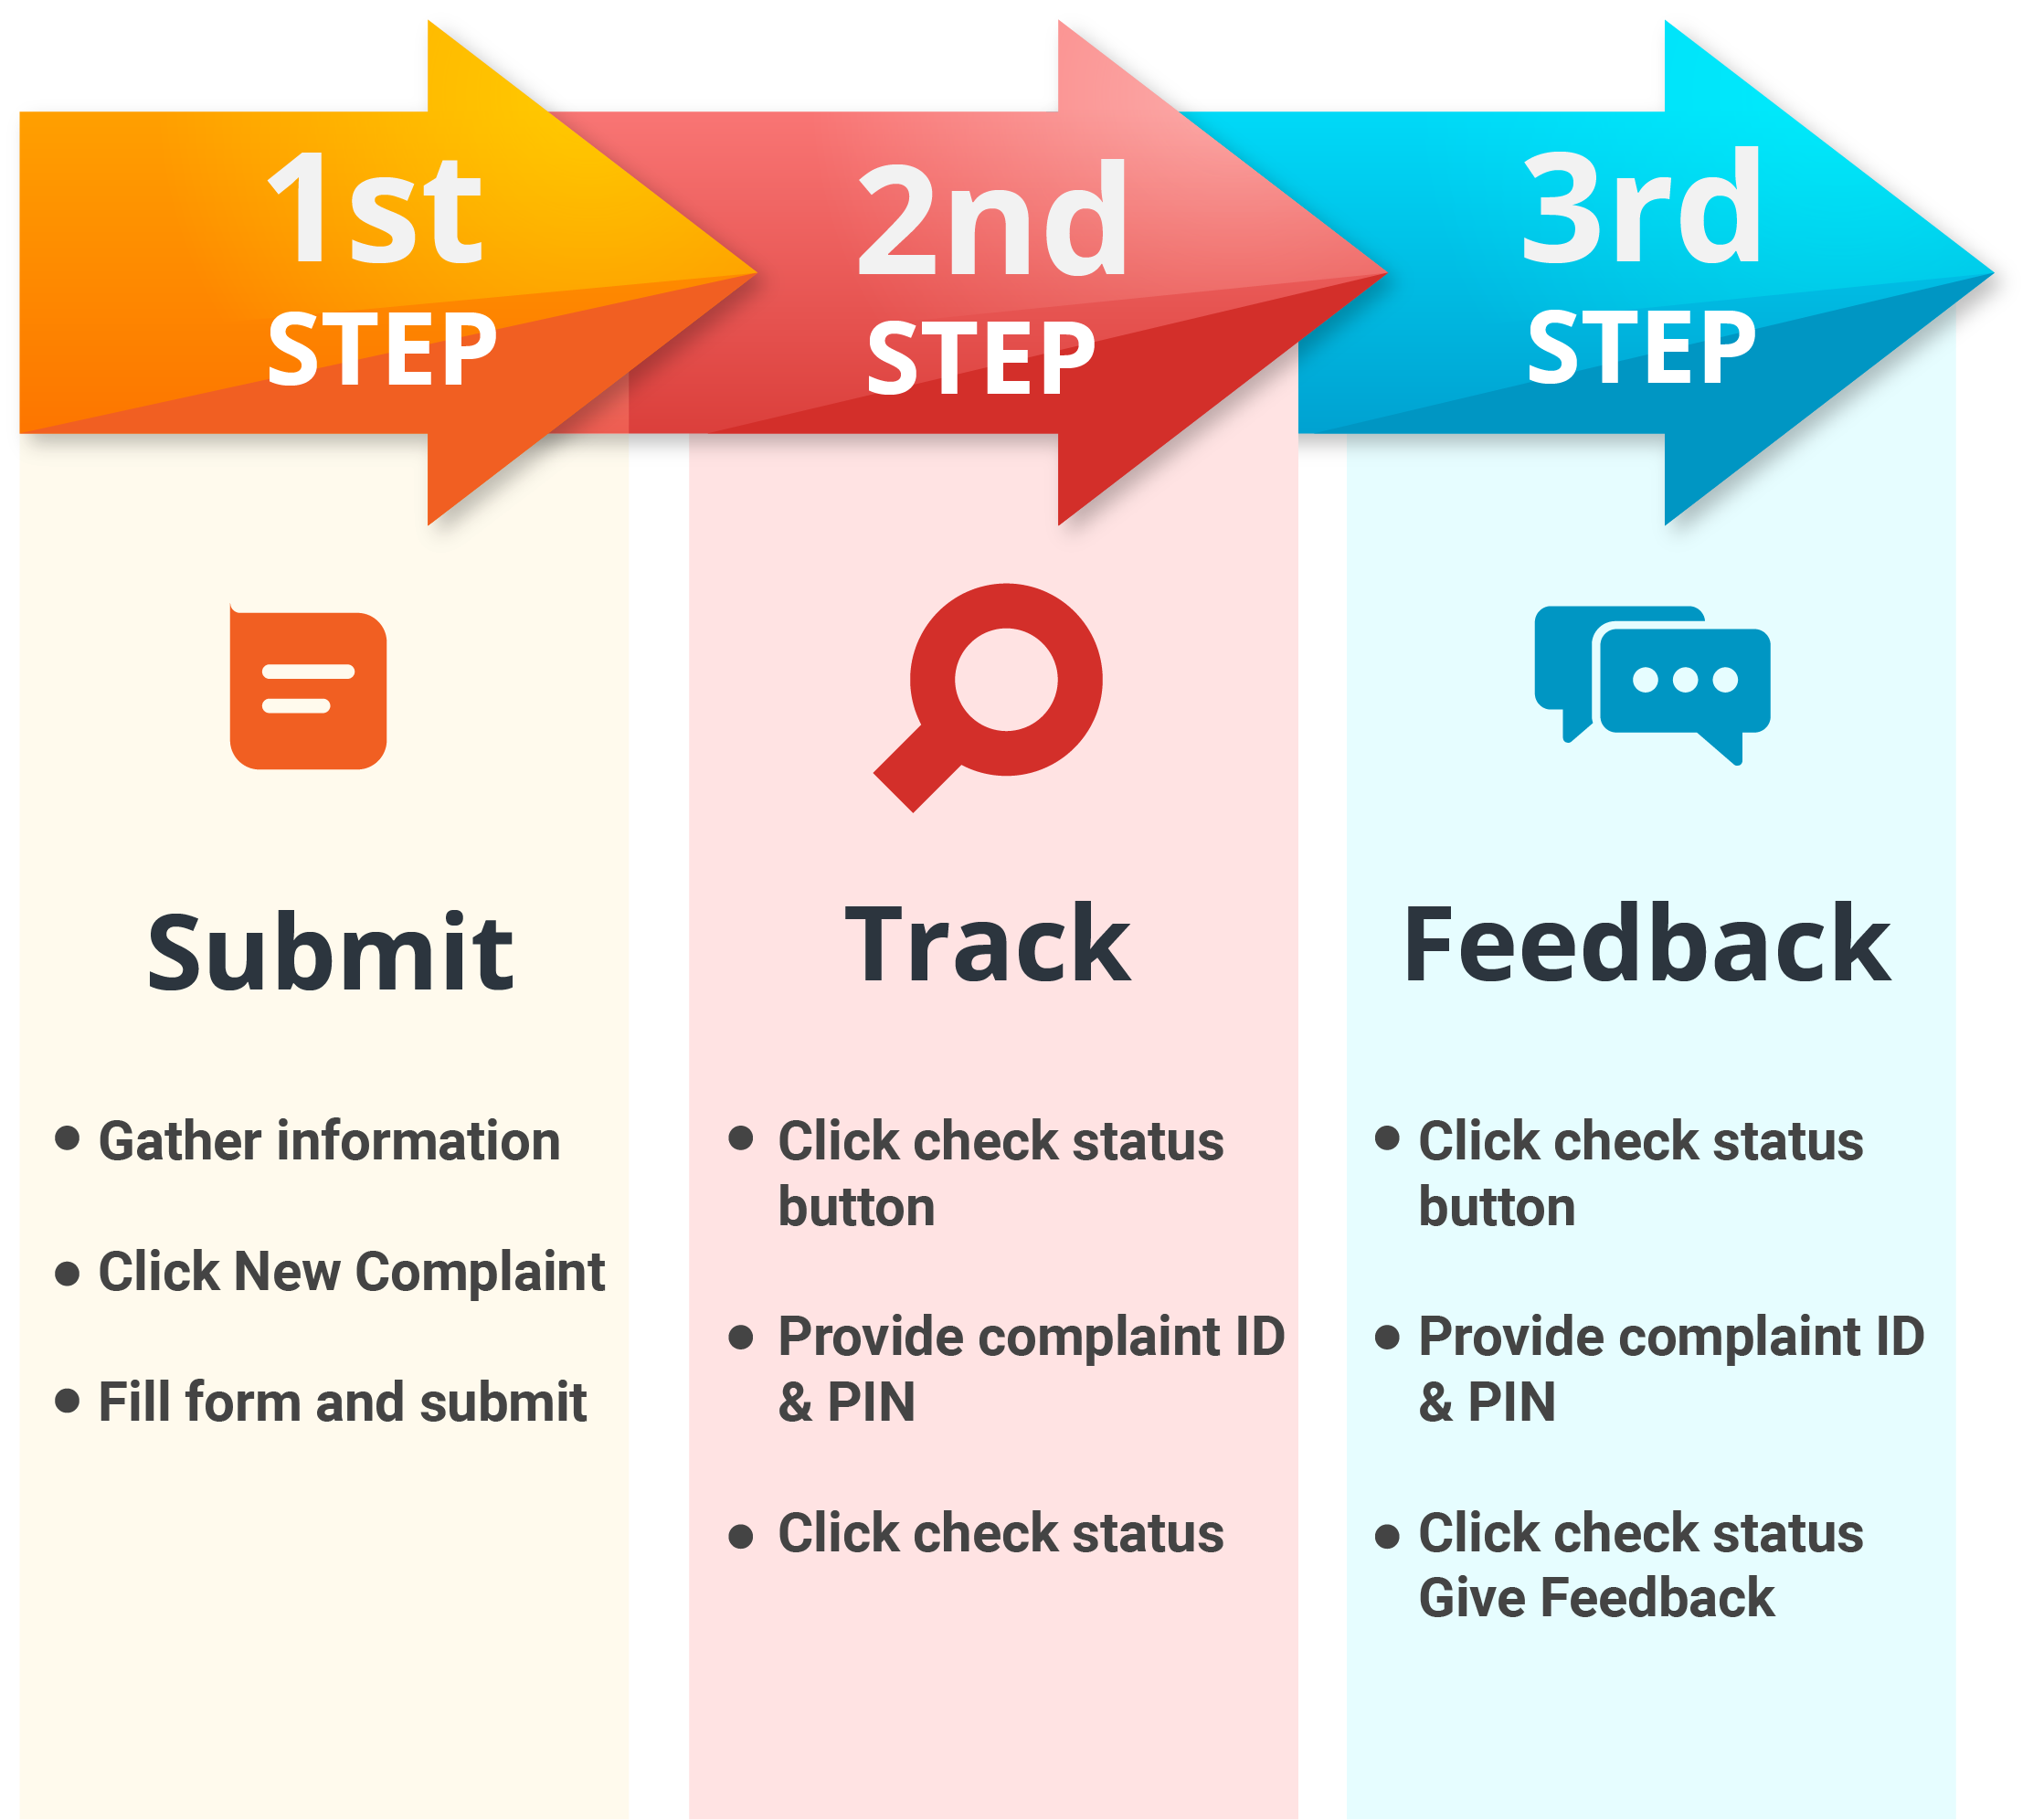 1st
STEP
2nd
STEP
3rd
STEP
Submit
Gather information
Click New Complaint
Fill form and submit
Track
Click check status
button
Provide complaint ID
& PIN
Click check status
Feedback
Click check status
button
Provide complaint ID
& PIN
Click check status
Give Feedback